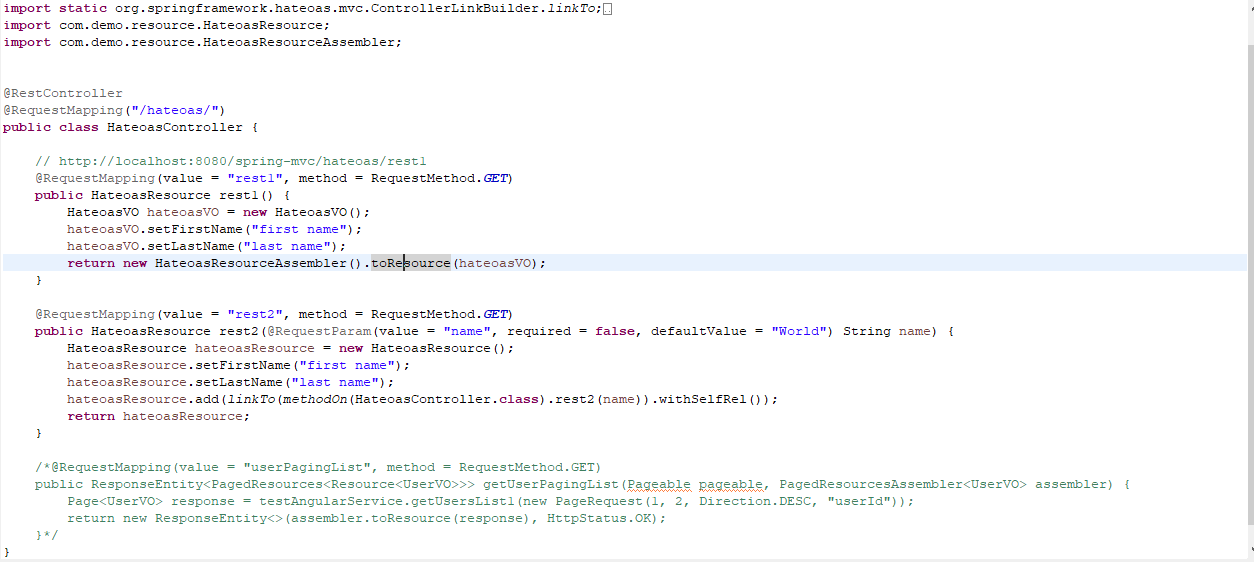 import static org.springframework.hateoas.mvc.ControllerLinkBuilder.linkTo;
import com.demo.resource.HateoasResource;
import com.demo.resource.HateoasResourceAssembler;
@RestController
@RequestMapping("/hateoas/")
public class HateoasController {
// http://localhost:8080/spring-mvc/hateoas/rest1
@RequestMapping(value = "rest1", method = RequestMethod.GET)
public HateoasResource rest1() {
HateoasVO hateoasVO = new HateoasVO();
hateoasVO.setFirstName("first name");
hateoasVO.setLastName("last name");
return new HateoasResourceAssembler().toResource(hateoasVO);
}
@RequestMapping(value = "rest2", method = RequestMethod.GET)
public HateoasResource rest2(@RequestParam(value = "name", required = false, defaultValue = "World") String name) {
HateoasResource hateoasResource = new HateoasResource();
hateoasResource.setFirstName("first name");
hateoasResource.setLastName("last name");
hateoasResource.add(linkTo(methodOn(HateoasController.class).rest2(name)).withSelfRel());
return hateoasResource;
}
/*@RequestMapping(value = "userPagingList", method = RequestMethod.GET)
public ResponseEntity<PagedResources<Resource<UserVO>>> getUserPagingList(Pageable pageable, PagedResourcesAssembler<UserVO> assembler) {
Page<UserVO> response = testAngularService.getUsersList1(new PageRequest(1, 2, Direction.DESC, "userId"));
return new ResponseEntity<>(assembler.toResource(response), HttpStatus.OK);
}*/
}